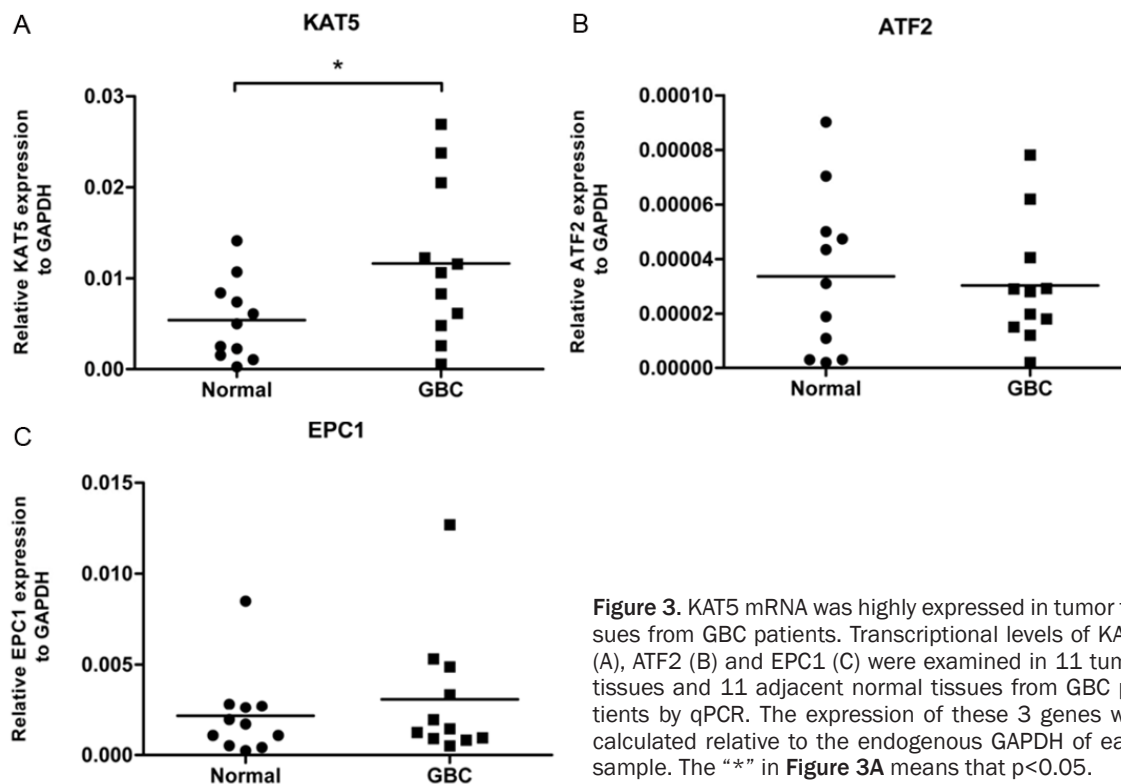 A
KAT5
*
Relative KAT5 expression
to GAPDH
0.03
0.02
0.01
0.00
Normal
GBC
B
ATF2
Relative ATF2 expression
to GAPDH
0.00010
0.00008
0.00006
0.00004
0.00002
0.00000
Normal
GBC
C
EPC1
Relative EPC1 expression
to GAPDH
0.015
0.010
0.005
0.000
Normal
GBC
Figure 3. KAT5 mRNA was highly expressed in tumor
sues from GBC patients. Transcriptional levels of
(A), ATF2 (B) and EPC1 (C) were examined in 11
tissues and 11 adjacent normal tissues from GBC
tients by qPCR. The expression of these 3 genes
calculated relative to the endogenous GAPDH of
sample. The “*” in Figure 3A means that p<0.05.